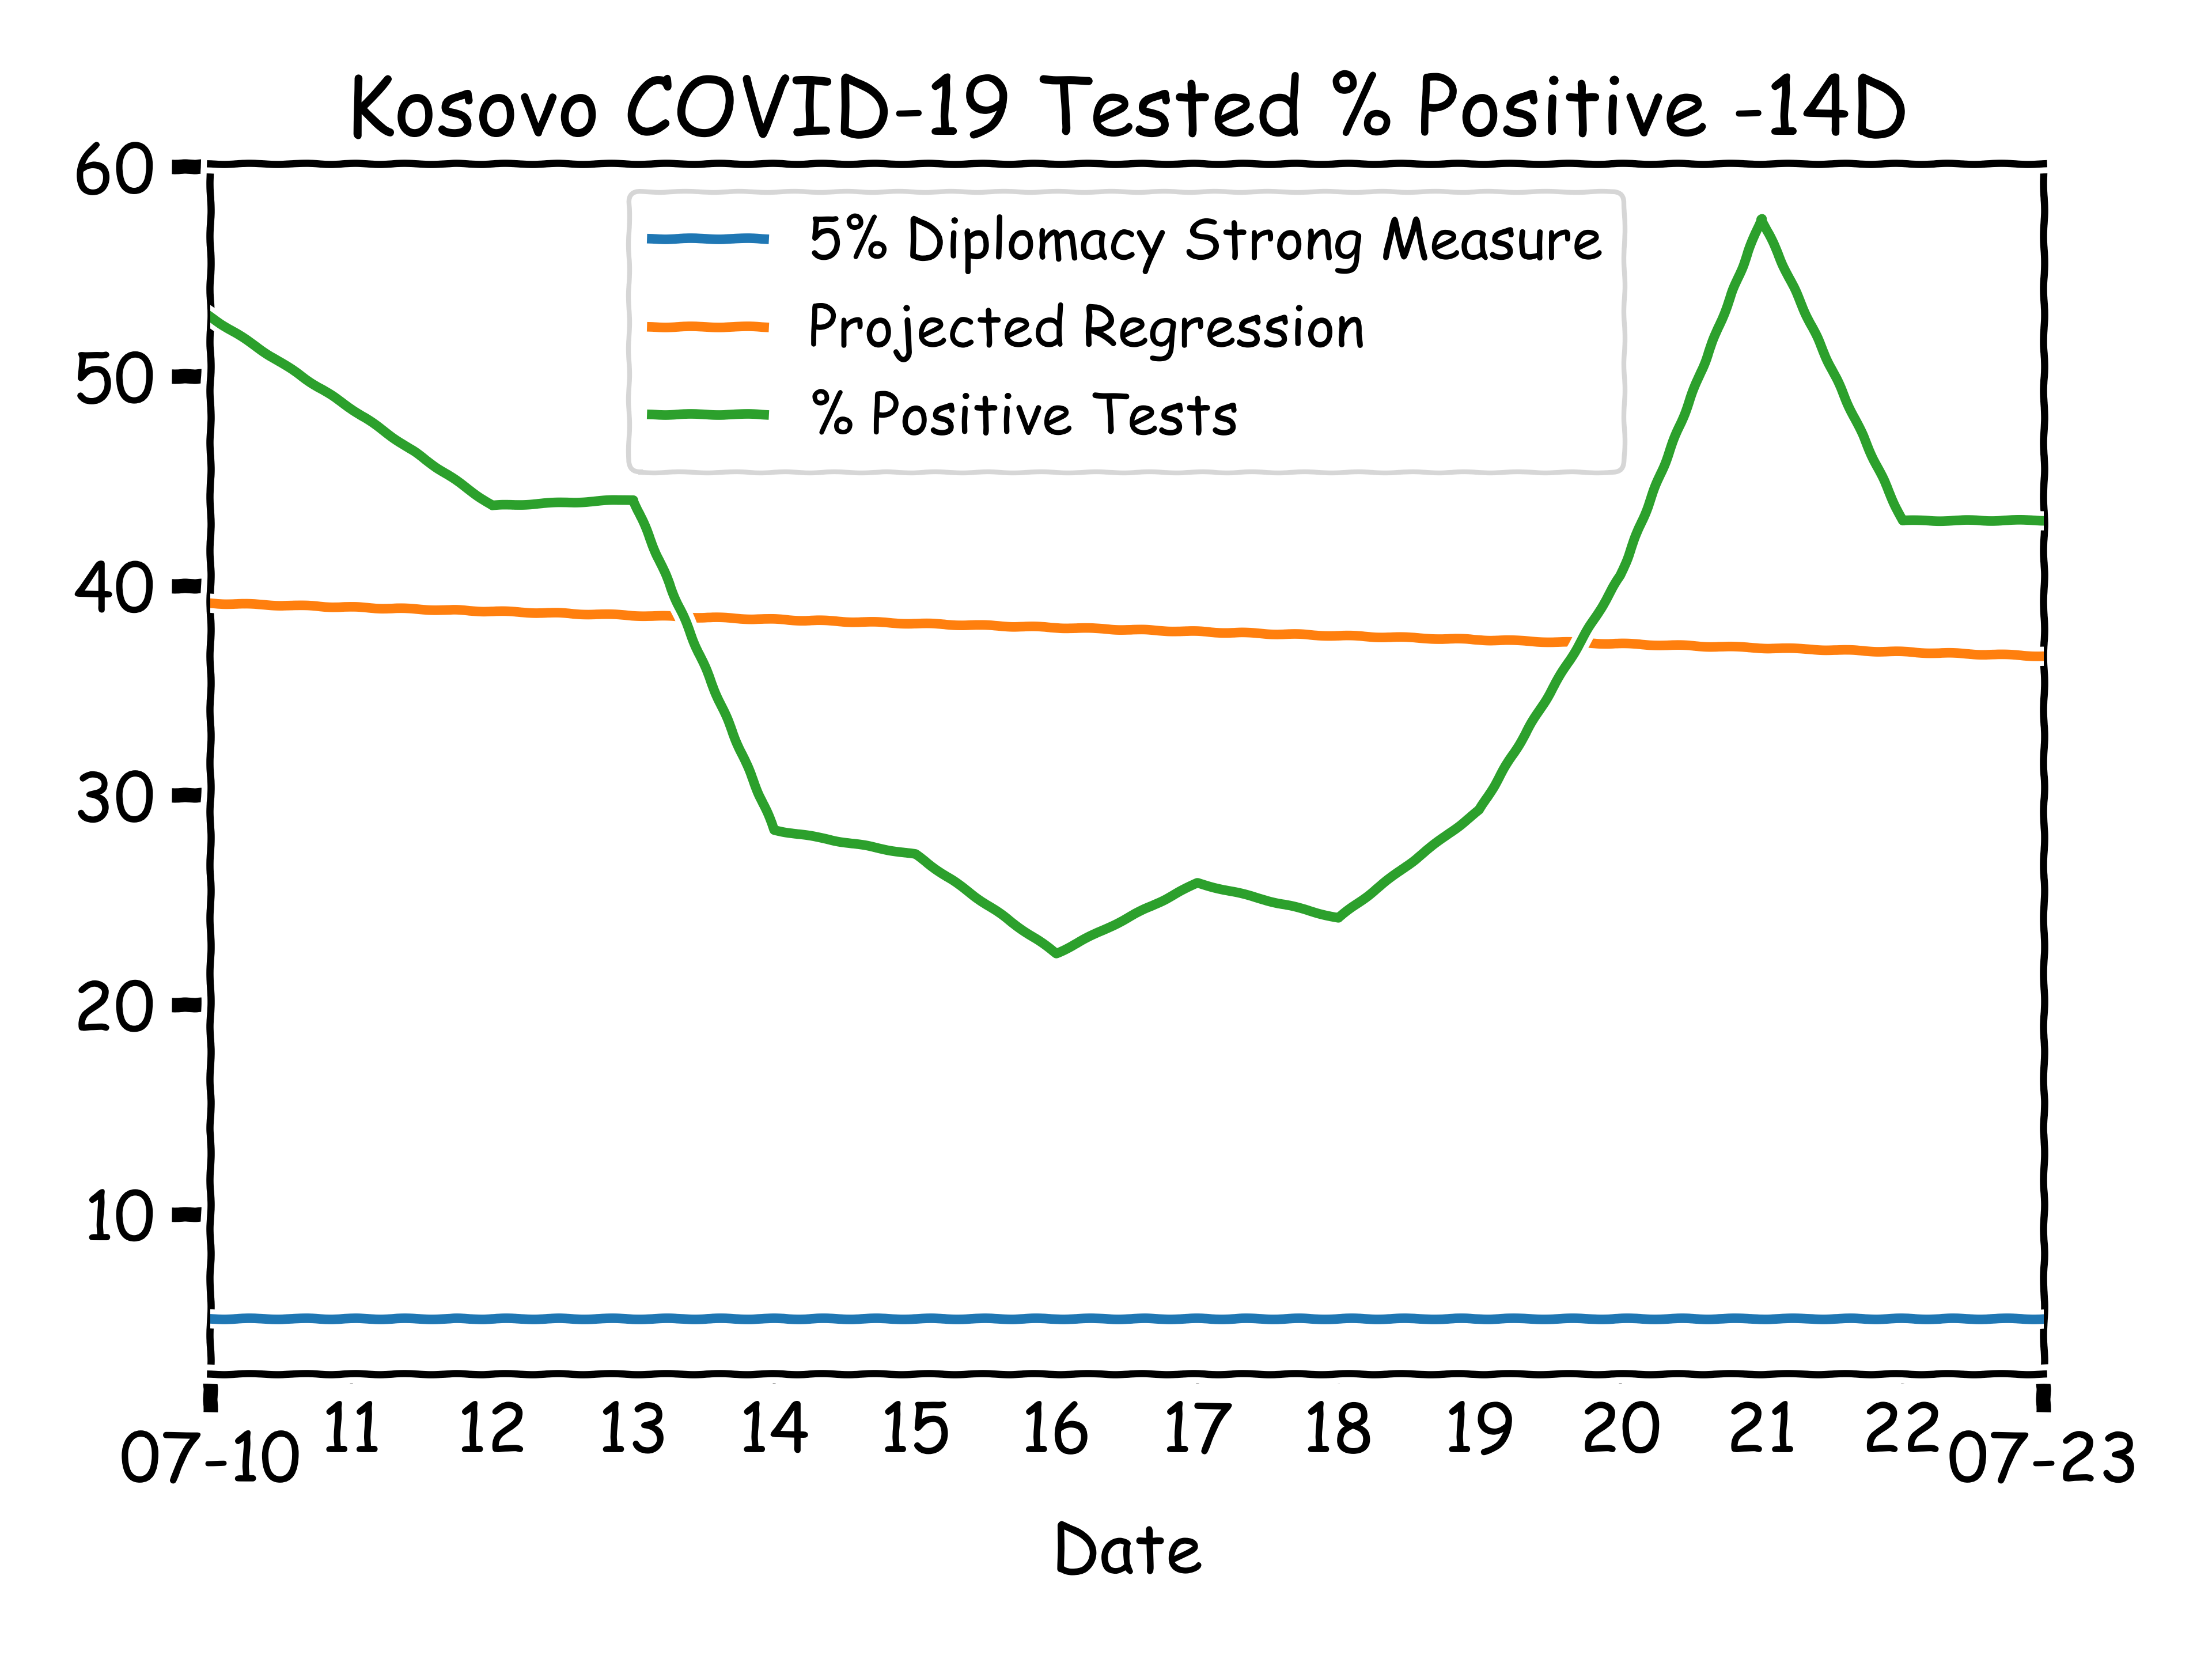 Kosovo COVID-19 Tested % Positive -14D
60
50
40
30
20
10
5% Diplomacy Strong Measure
Projected Regression
% Positive Tests
07-10 11 12 13 14 15 16 17 18 19 20 21 22 07-23
Date